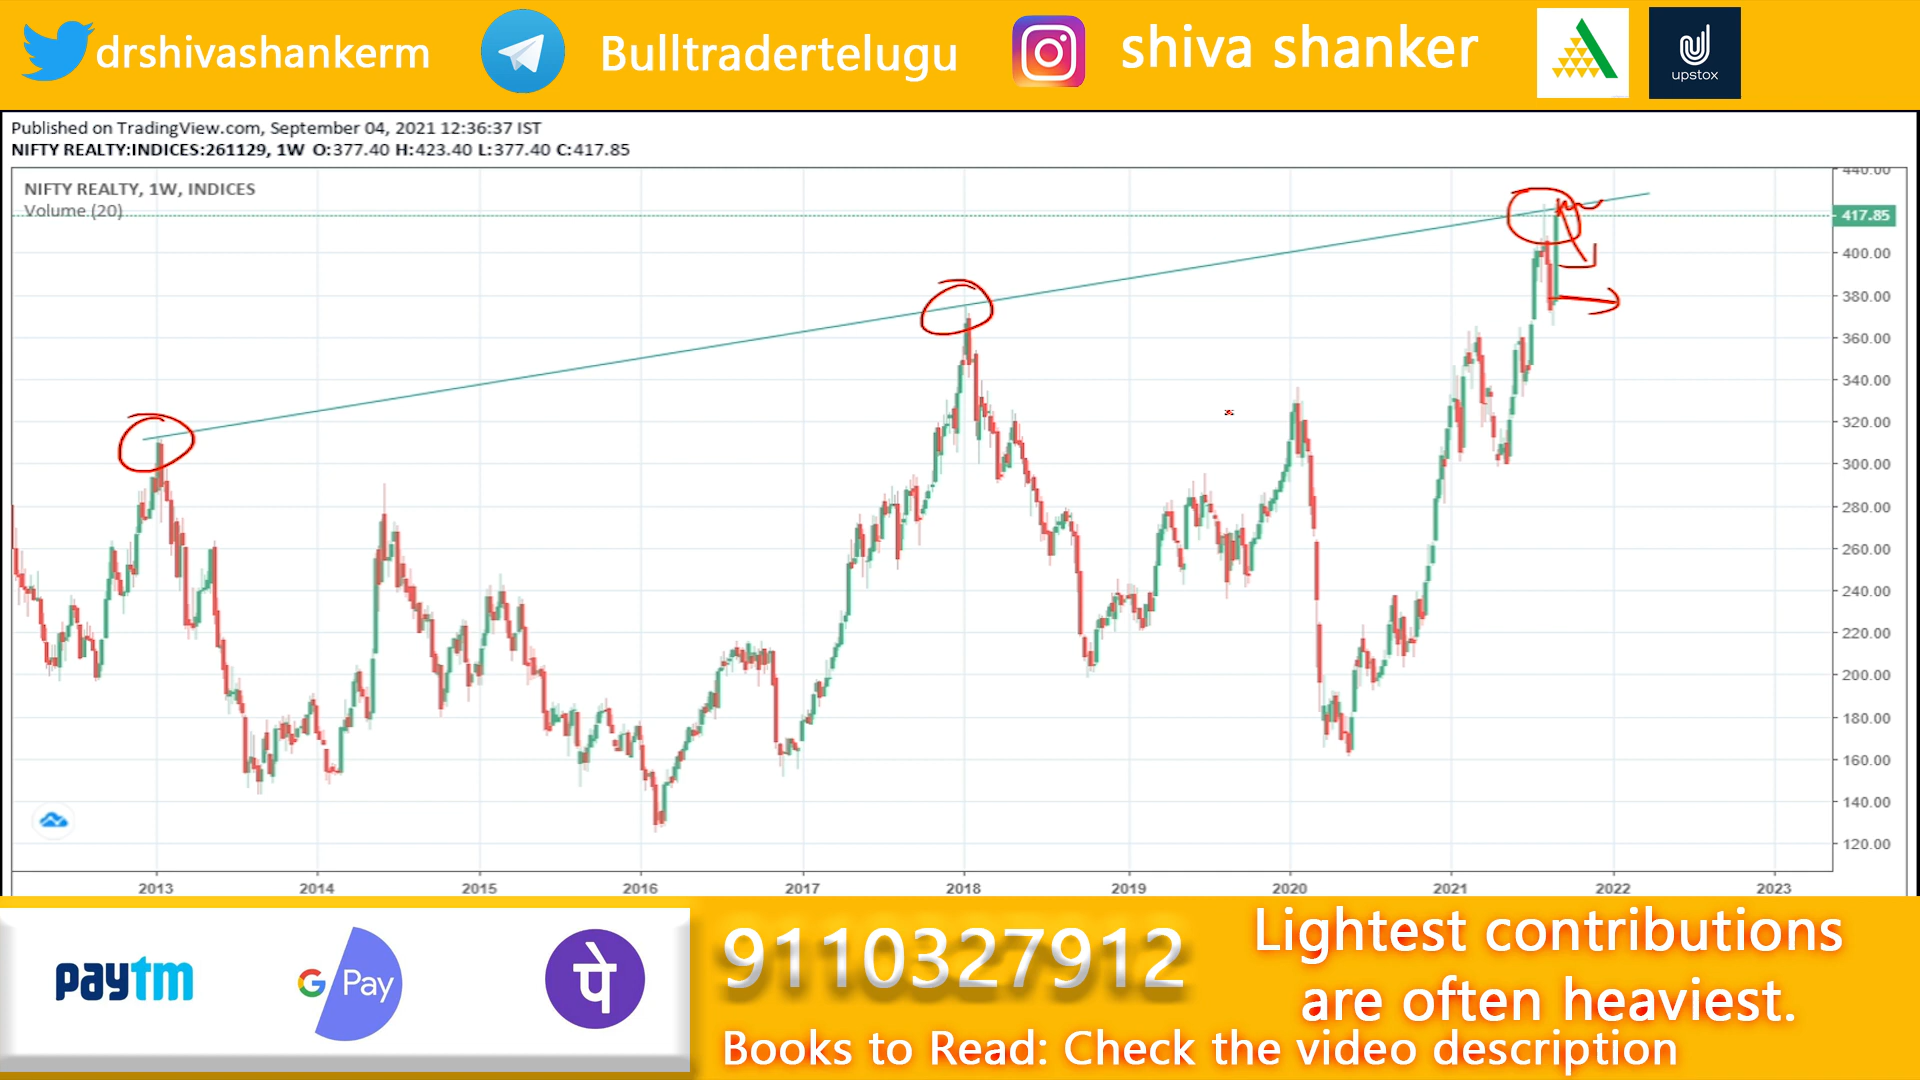 drshivashankerm
Bulltradertelugu
shiva shanker
upstox
Published on TradingView.com, September 04, 2021 12:36:37 IST
NIFTY REALTY:INDICES:261129, 1W O:377.40 H:423.40 L:377.40 C:417.85
NIFTY REALTY, 1W, INDICES
Volume (20)
440.00
417.85
400.00
380.00
360.00
340.00
320.00
300.00
280.00
260.00
240.00
220.00
200.00
180.00
160.00
140.00
120.00
2013 2014 2015 2016 2017 2018 2019 2020 2021 2022 2023
paytm
G Pay
पे
9110327912
Lightest contributions
are often heaviest.
Books to Read: Check the video description